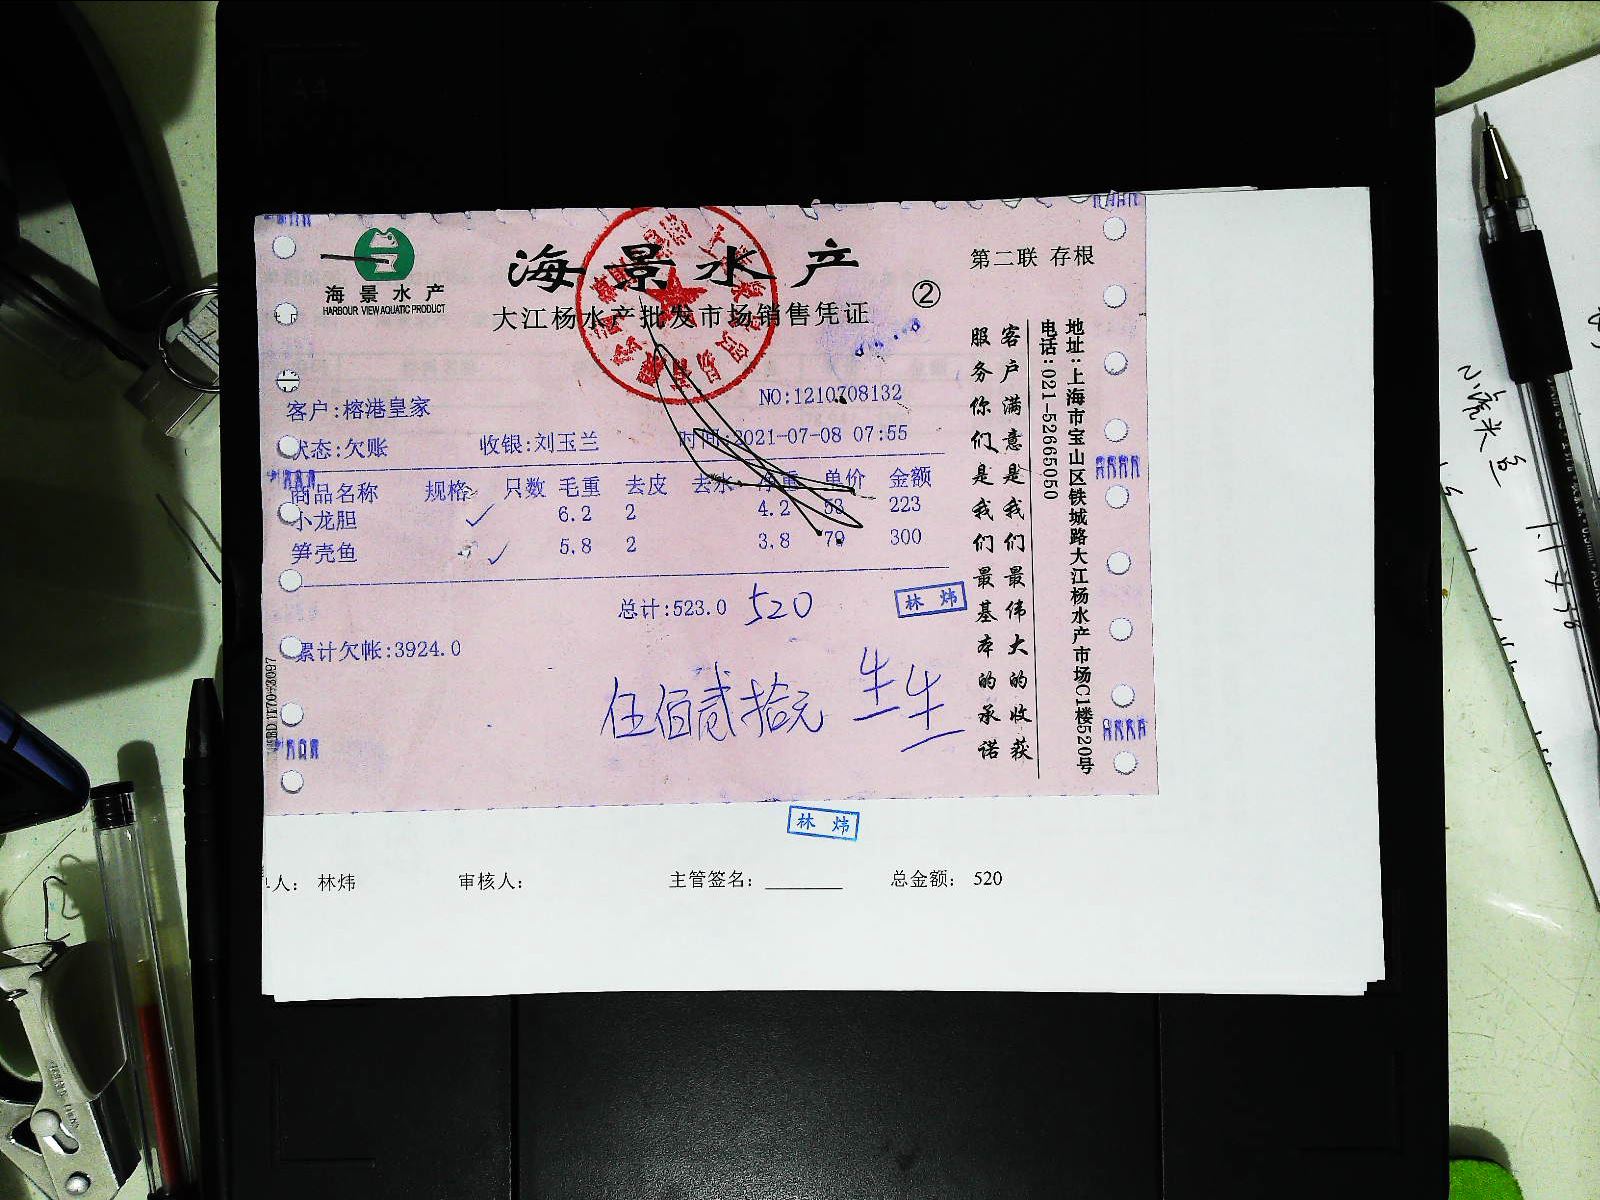 海景水产
HARBOUR VIEW AQUATIC PRODUCT
海景水产
大江杨水产批发市场销售凭证
②
第二联 存根
NO:1210708132
客户:榕港皇家
状态:欠账 收银:刘玉兰 时间:2021-07-08 07:55
商品名称 规格 只数 毛重 去皮 去水 净重 单价 金额
小龙胆 6.2 2 4.2 53 223
笋壳鱼 5.8 2 3.8 79 300
总计:523.0 520
林炜
累计欠帐:3924.0
伍佰贰拾元
客户满意是我们最伟大的收获
服务你们是我们最基本的承诺
地址:上海市宝山区铁城路大江杨水产市场C1楼520号
电话:021-52665050
林炜
人: 林炜 审核人: 主管签名: 总金额: 520